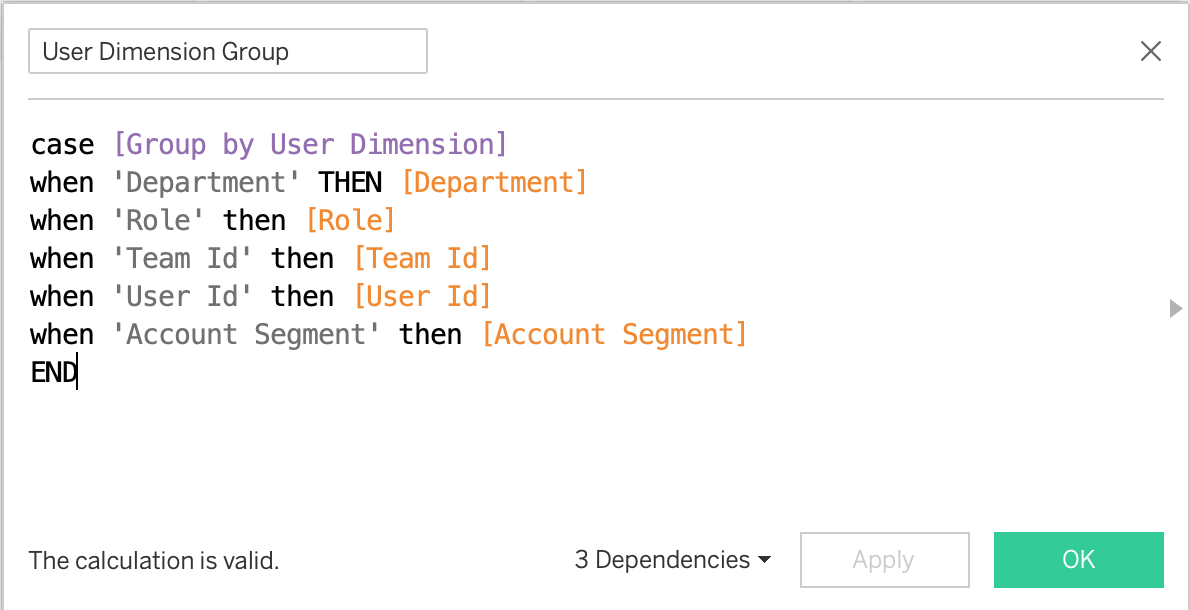 User Dimension Group
case [Group by User Dimension]
when 'Department' THEN [Department]
when 'Role' then [Role]
when 'Team Id' then [Team Id]
when 'User Id' then [User Id]
when 'Account Segment' then [Account Segment]
END
The calculation is valid.
3 Dependencies
Apply
OK